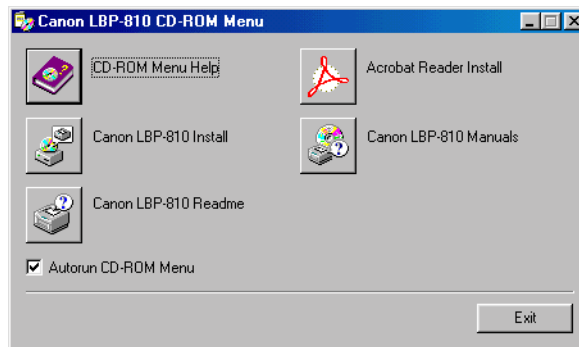 Canon LBP-810 CD-ROM Menu
CD-ROM Menu Help
Acrobat Reader Install
Canon LBP-810 Install
Canon LBP-810 Manuals
Canon LBP-810 Readme
Autorun CD-ROM Menu
Exit